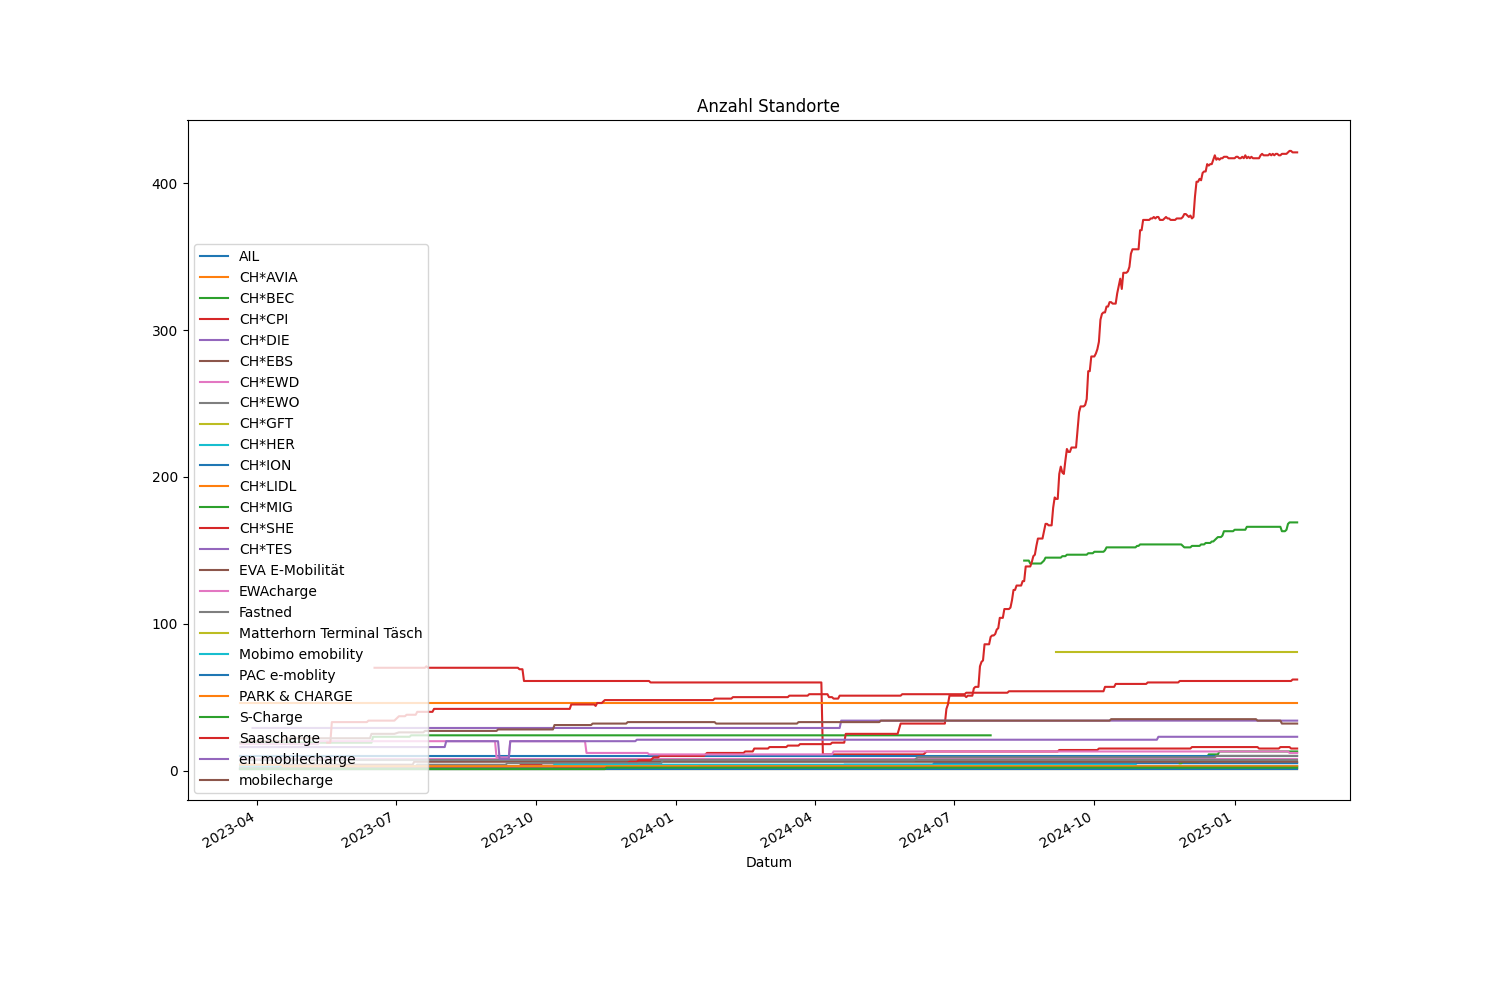 Anzahl Standorte
400
300
200
100
0
AIL
CH*AVIA
CH*BEC
CH*CPI
CH*DIE
CH*EBS
CH*EWD
CH*EWO
CH*GFT
CH*HER
CH*ION
CH*LIDL
CH*MIG
CH*SHE
CH*TES
EVA E-Mobilität
EWAcharge
Fastned
Matterhorn Terminal Täsch
Mobimo emobility
PAC e-moblity
PARK & CHARGE
S-Charge
Saascharge
en mobilecharge
mobilecharge
2023-04
2023-07
2023-10
2024-01
2024-04
2024-07
2024-10
2025-01
Datum